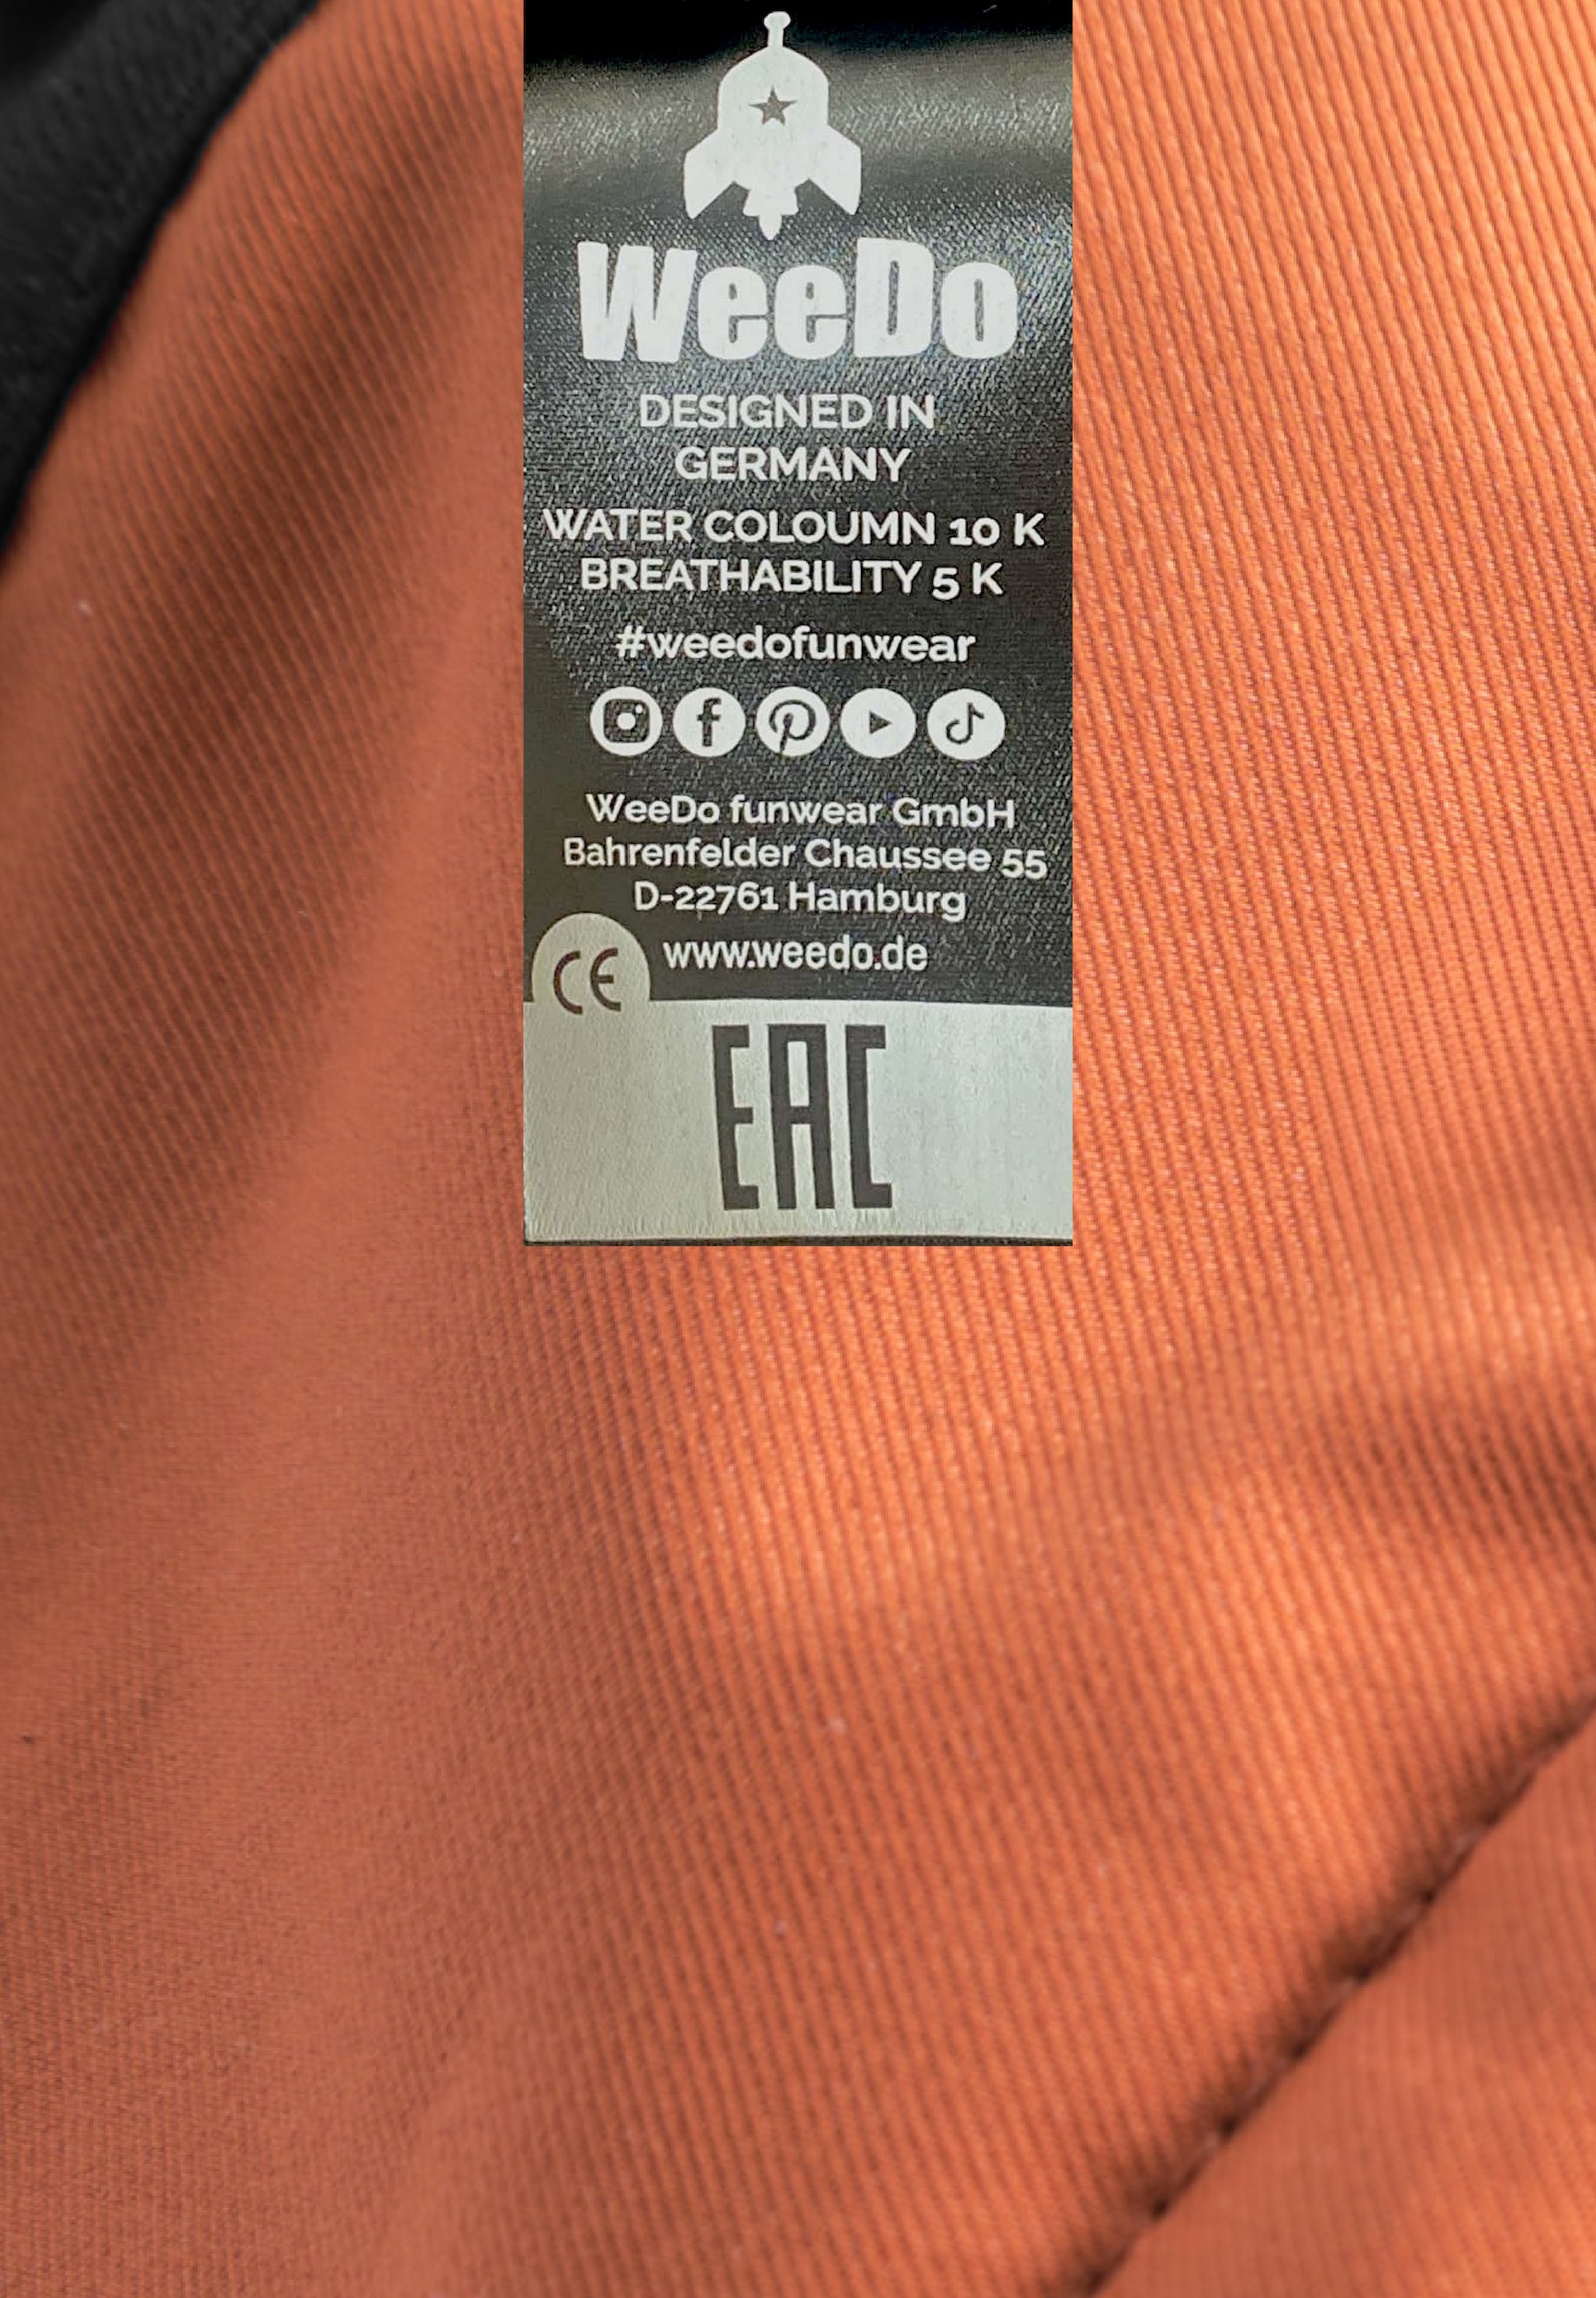 WeeDo
DESIGNED IN
GERMANY
WATER COLOUMN 10 K
BREATHABILITY 5 K
#weedofunwear
WeeDo funwear GmbH
Bahrenfelder Chaussee 55
D-22761 Hamburg
www.weedo.de
CE
EAC